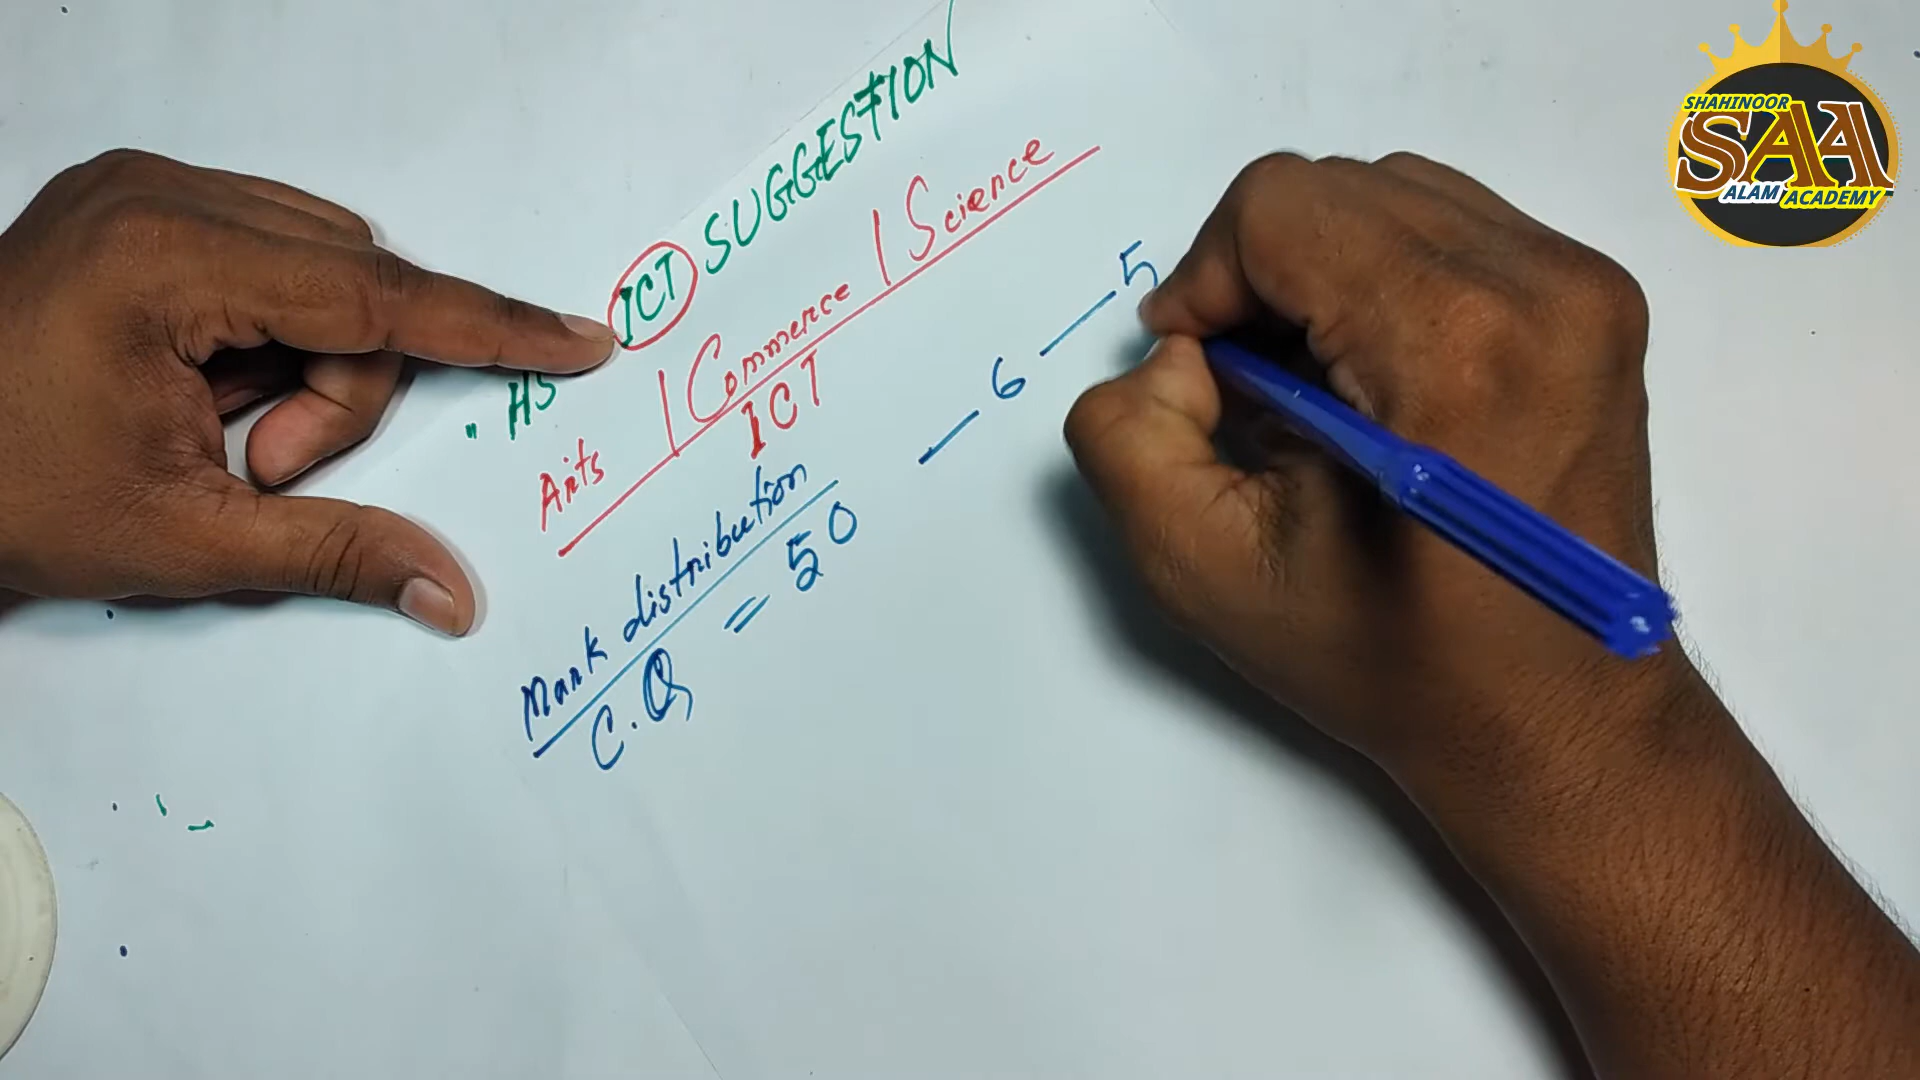 " HS ICT SUGGESTION
Arts | Commerce | Science
ICT
Mark distribution
C.Q = 50 — 6 — 5
SHAHINOOR
SAA
ALAM ACADEMY